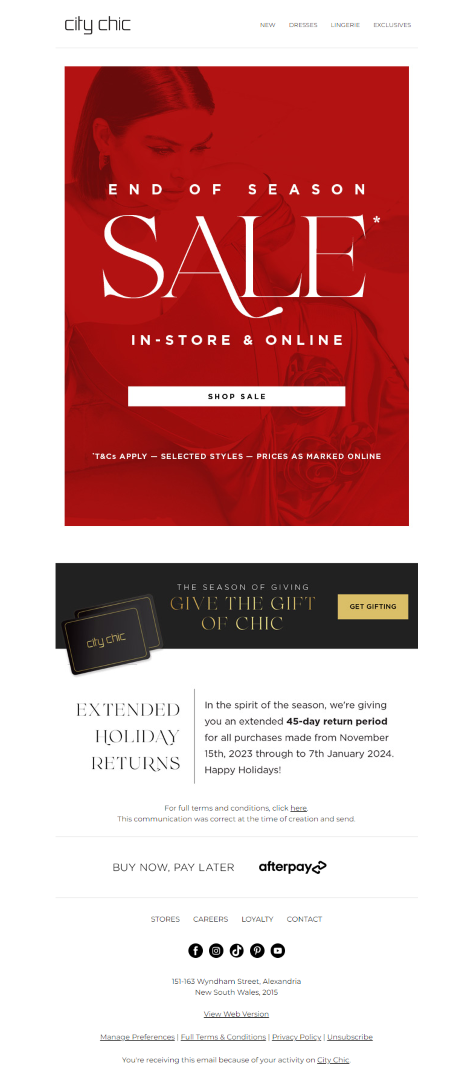 city chic
NEW DRESSES LINGERIE EXCLUSIVES
END OF SEASON
SALE*
IN-STORE & ONLINE
SHOP SALE
*T&Cs APPLY — SELECTED STYLES — PRICES AS MARKED ONLINE
THE SEASON OF GIVING
GIVE THE GIFT
OF CHIC
GET GIFTING
city chic
EXTENDED
HOLIDAY
RETURNS
In the spirit of the season, we're giving
you an extended 45-day return period
for all purchases made from November
15th, 2023 through to 7th January 2024.
Happy Holidays!
For full terms and conditions, click here.
This communication was correct at the time of creation and send.
BUY NOW, PAY LATER afterpay
STORES CAREERS LOYALTY CONTACT
151-163 Wyndham Street, Alexandria
New South Wales, 2015
View Web Version
Manage Preferences | Full Terms & Conditions | Privacy Policy | Unsubscribe
You're receiving this email because of your activity on City Chic.